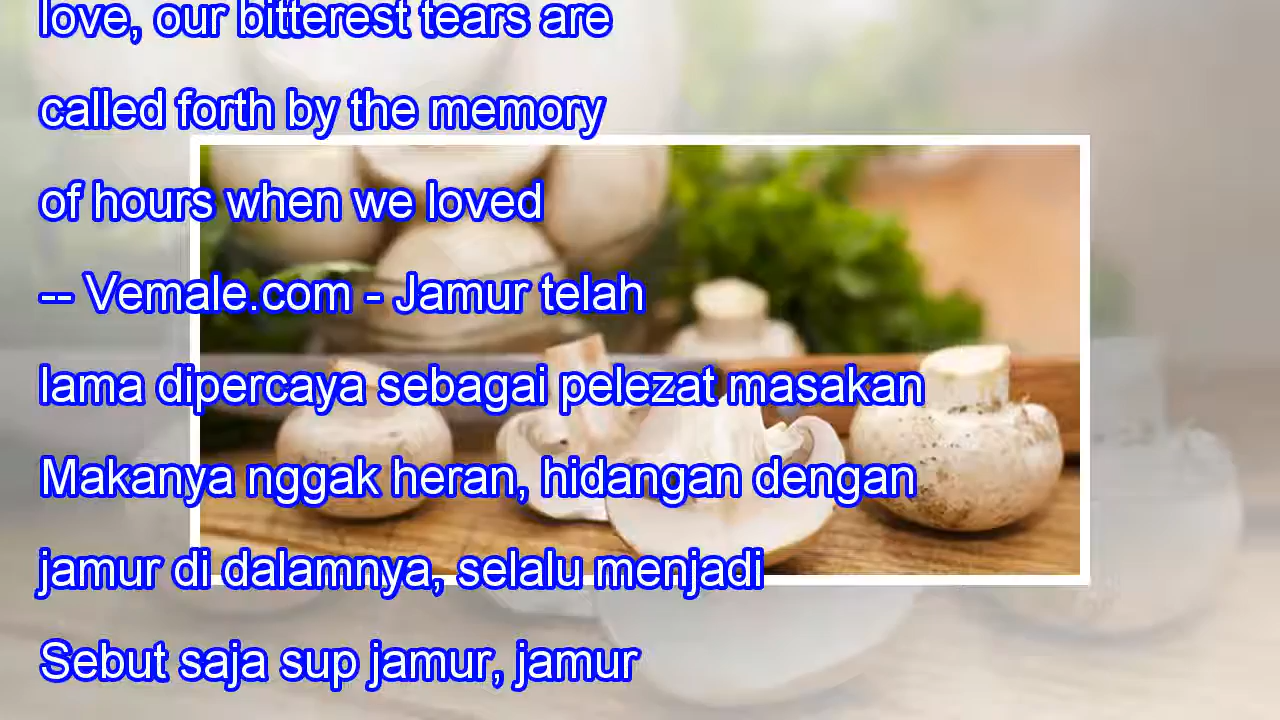 love, our bitterest tears are
called forth by the memory
of hours when we loved
-- Vemale.com - Jamur telah
lama dipercaya sebagai pelezat masakan
Makanya nggak heran, hidangan dengan
jamur di dalamnya, selalu menjadi
Sebut saja sup jamur, jamur